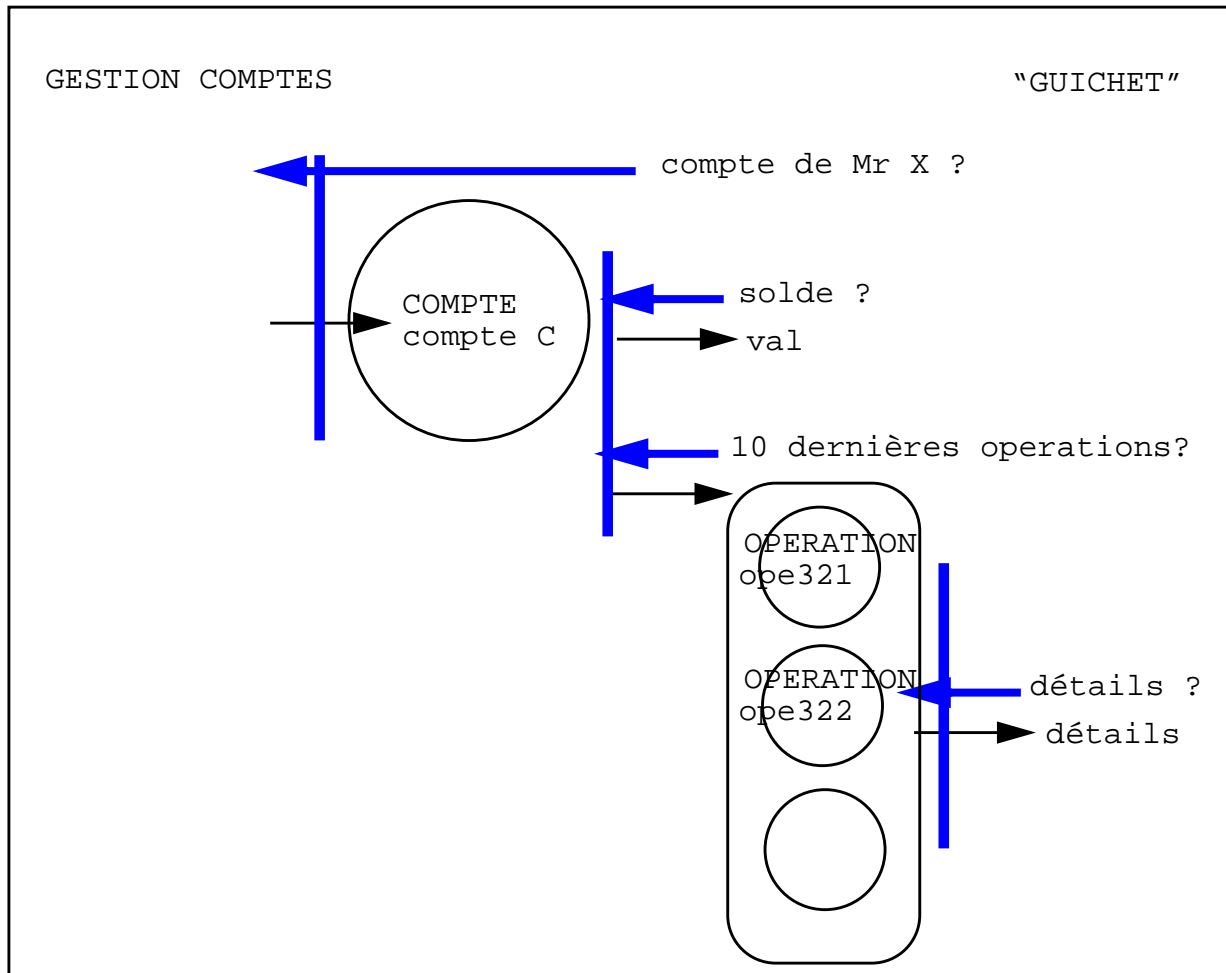 GESTION COMPTES
“GUICHET”
compte de Mr X ?
COMPTE
compte C
solde ?
val
10 dernières operations?
OPERATION
ope321
OPERATION
ope322
détails ?
détails